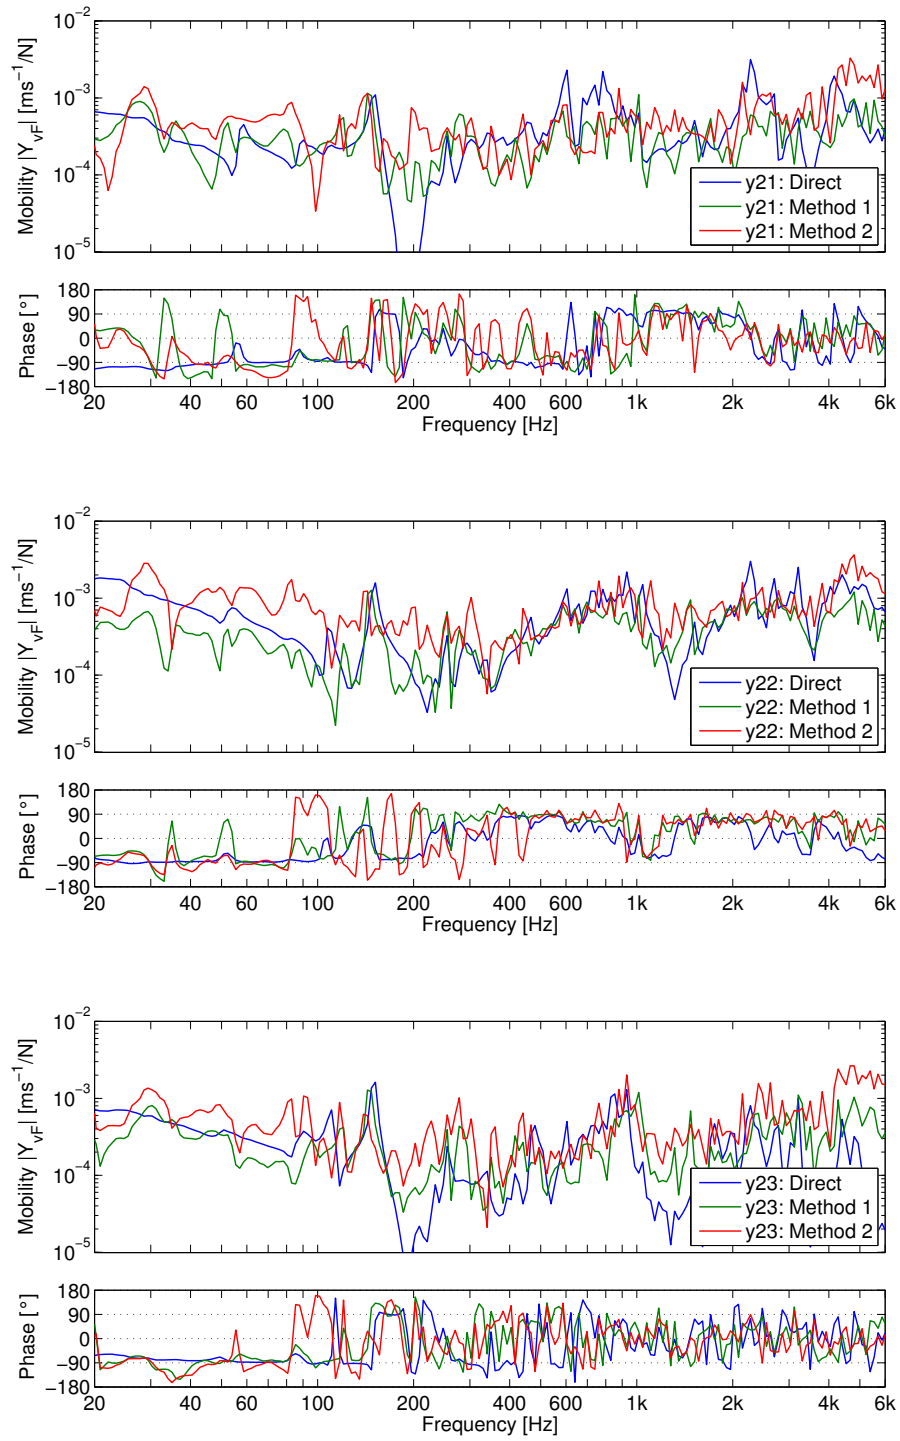 10⁻²
10⁻³
10⁻⁴
10⁻⁵
Mobility |Y_vF| [ms⁻¹/N]
y21: Direct
y21: Method 1
y21: Method 2
180
90
0
−90
−180
Phase [°]
20 40 60 100 200 400 600 1k 2k 4k 6k
Frequency [Hz]
10⁻²
10⁻³
10⁻⁴
10⁻⁵
Mobility |Y_vF| [ms⁻¹/N]
y22: Direct
y22: Method 1
y22: Method 2
180
90
0
−90
−180
Phase [°]
20 40 60 100 200 400 600 1k 2k 4k 6k
Frequency [Hz]
10⁻²
10⁻³
10⁻⁴
10⁻⁵
Mobility |Y_vF| [ms⁻¹/N]
y23: Direct
y23: Method 1
y23: Method 2
180
90
0
−90
−180
Phase [°]
20 40 60 100 200 400 600 1k 2k 4k 6k
Frequency [Hz]